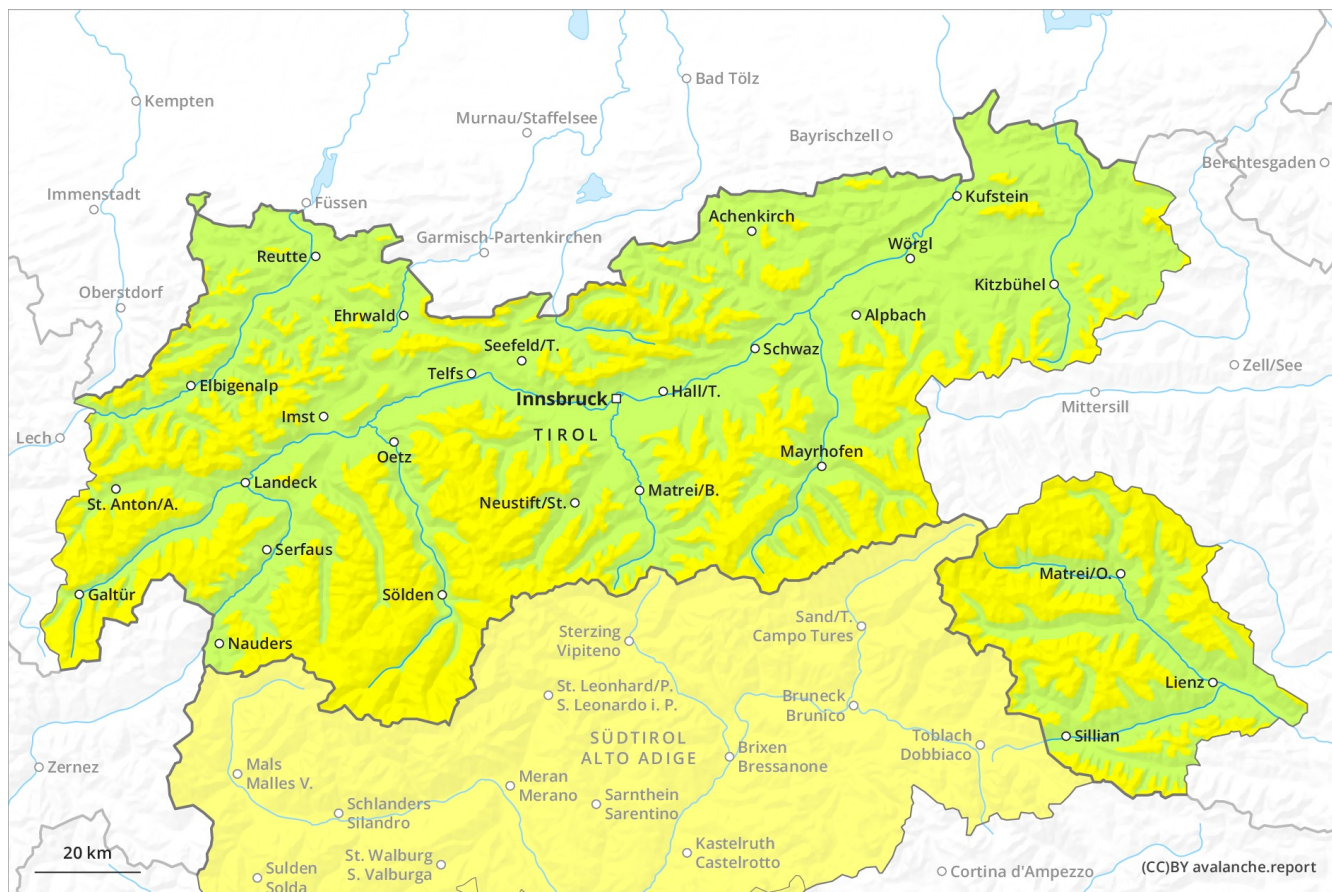 Bad Tölz
Kempten
Murnau/Staffelsee
Bayrischzell
Berchtesgaden
Immenstadt
Füssen
Kufstein
Achenkirch
Garmisch-Partenkirchen
Wörgl
Reutte
Kitzbühel
Oberstdorf
Ehrwald
Alpbach
Seefeld/T.
Schwaz
Zell/See
Telfs
Elbigenalp
Hall/T.
Innsbruck
Mittersill
Imst
Lech
TIROL
Oetz
Mayrhofen
Landeck
Matrei/B.
St. Anton/A.
Neustift/St.
Serfaus
Matrei/O.
Galtür
Sölden
Sand/T.
Campo Tures
Sterzing
Vipiteno
Nauders
Lienz
St. Leonhard/P.
S. Leonardo i. P.
Bruneck
Brunico
SÜDTIROL
ALTO ADIGE
Toblach
Dobbiaco
Sillian
Brixen
Bressanone
Mals
Malles V.
Zernez
Meran
Merano
Sarnthein
Sarentino
Schlanders
Silandro
Kastelruth
Castelrotto
20 km
St. Walburg
S. Valburga
Sulden
Solda
Cortina d'Ampezzo
(CC)BY avalanche.report